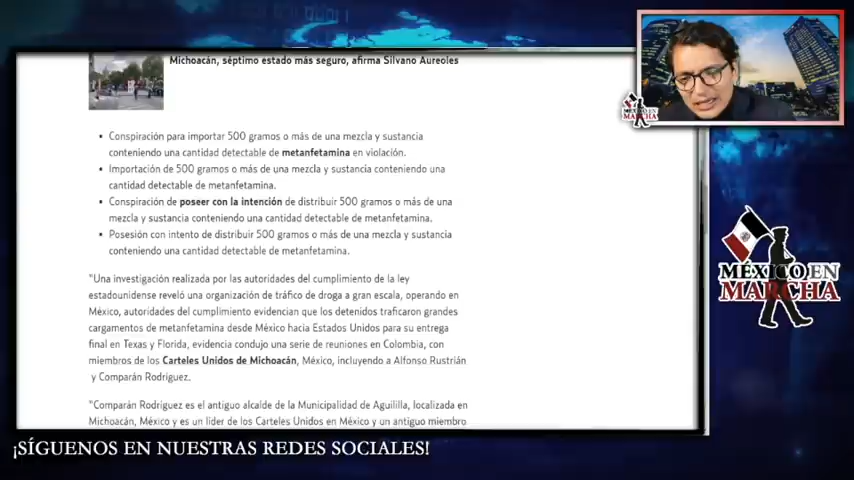 Michoacán, séptimo estado más seguro, afirma Silvano Aureoles
• Conspiración para importar 500 gramos o más de una mezcla y sustancia
conteniendo una cantidad detectable de metanfetamina en violación.
• Importación de 500 gramos o más de una mezcla y sustancia conteniendo una
cantidad detectable de metanfetamina.
• Conspiración de poseer con la intención de distribuir 500 gramos o más de una
mezcla y sustancia conteniendo una cantidad detectable de metanfetamina.
• Posesión con intento de distribuir 500 gramos o más de una mezcla y sustancia
conteniendo una cantidad detectable de metanfetamina.
"Una investigación realizada por las autoridades del cumplimiento de la ley
estadounidense reveló una organización de tráfico de droga a gran escala, operando en
México, autoridades del cumplimiento evidencian que los detenidos traficaron grandes
cargamentos de metanfetamina desde México hacia Estados Unidos para su entrega
final en Texas y Florida, evidencia condujo una serie de reuniones en Colombia, con
miembros de los Carteles Unidos de Michoacán, México, incluyendo a Alfonso Rustrián
y Comparán Rodríguez.
"Comparán Rodríguez es el antiguo alcalde de la Municipalidad de Aguililla, localizada en
Michoacán, México y es un líder de los Carteles Unidos en México y un antiguo miembro
MÉXICO EN
MARCHA
MÉXICO EN
MARCHA
¡SÍGUENOS EN NUESTRAS REDES SOCIALES!